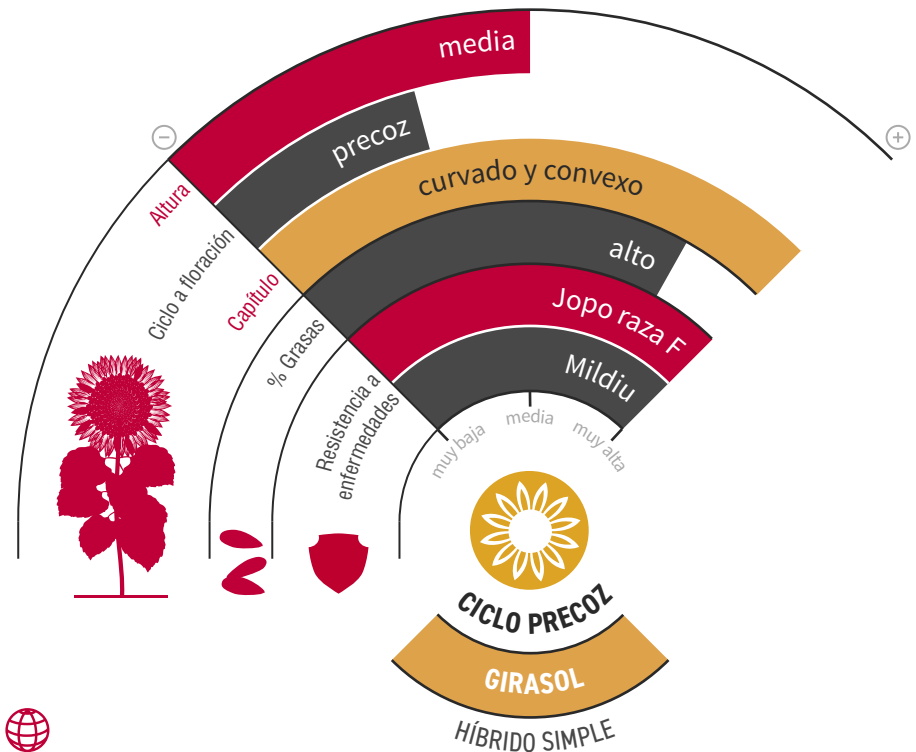 media
precoz
curvado y convexo
alto
Jopo raza F
Mildiu
Altura
Ciclo a floración
Capítulo
% Grasas
Resistencia a
enfermedades
muy baja
media
muy alta
CICLO PRECOZ
GIRASOL
HÍBRIDO SIMPLE